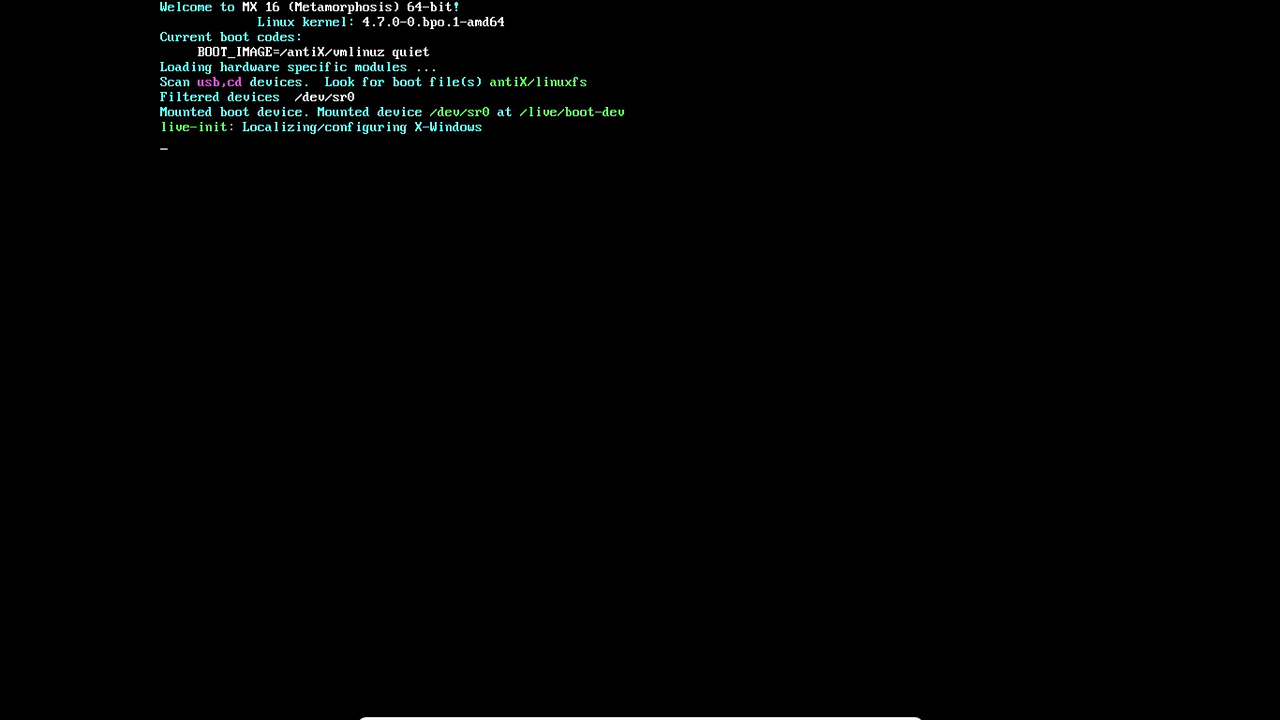 Welcome to MX 16 (Metamorphosis) 64-bit!
Linux kernel: 4.7.0-0.bpo.1-amd64
Current boot codes:
BOOT_IMAGE=/antiX/vmlinuz quiet
Loading hardware specific modules ...
Scan usb,cd devices.  Look for boot file(s) antiX/linuxfs
Filtered devices  /dev/sr0
Mounted boot device. Mounted device /dev/sr0 at /live/boot-dev
live-init: Localizing/configuring X-Windows
_